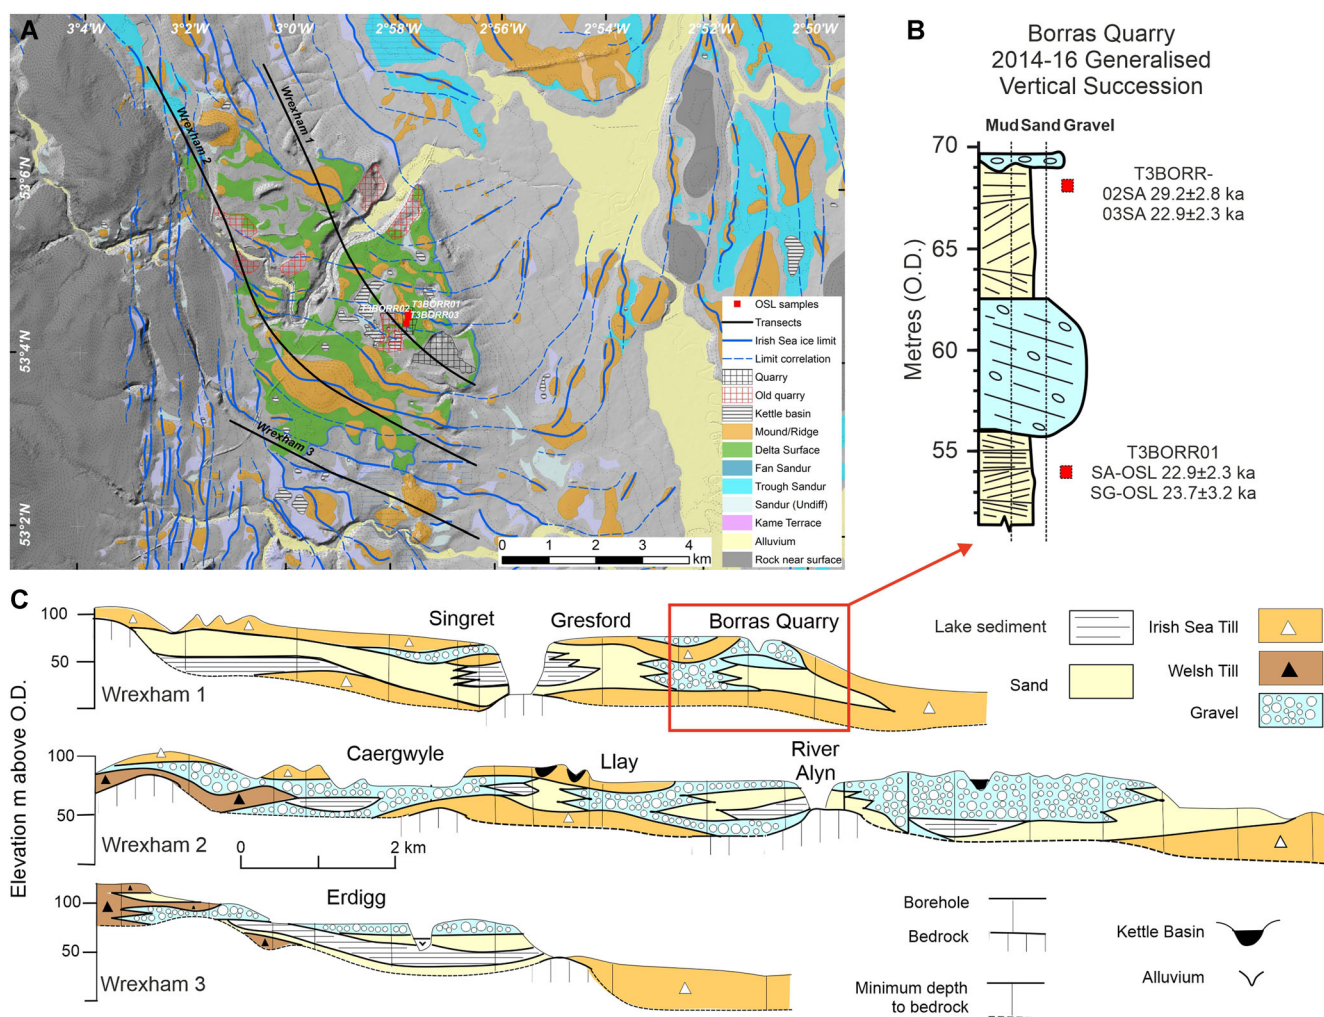 A
3°4'W
3°2'W
3°0'W
2°58'W
2°56'W
2°54'W
2°52'W
2°50'W
53°6'N
53°4'N
53°2'N
Wrexham 2
Wrexham 1
Wrexham 3
T3BORR02
T3BORR01
T3BORR03
OSL samples
Transects
Irish Sea ice limit
Limit correlation
Quarry
Old quarry
Kettle basin
Mound/Ridge
Delta Surface
Fan Sandur
Trough Sandur
Sandur (Undiff)
Kame Terrace
Alluvium
Rock near surface
0 1 2 3 4
km
B
Borras Quarry
2014-16 Generalised
Vertical Succession
Mud Sand Gravel
70
65
60
55
Metres (O.D.)
T3BORR-
02SA 29.2±2.8 ka
03SA 22.9±2.3 ka
T3BORR01
SA-OSL 22.9±2.3 ka
SG-OSL 23.7±3.2 ka
C
Elevation m above O.D.
100
50
0
Singret
Gresford
Borras Quarry
Wrexham 1
100
50
0
Caergwyle
Llay
River
Alyn
Wrexham 2
0 2 km
100
50
0
Erdigg
Wrexham 3
Lake sediment
Sand
Irish Sea Till
Welsh Till
Gravel
Borehole
Bedrock
Minimum depth
to bedrock
Kettle Basin
Alluvium